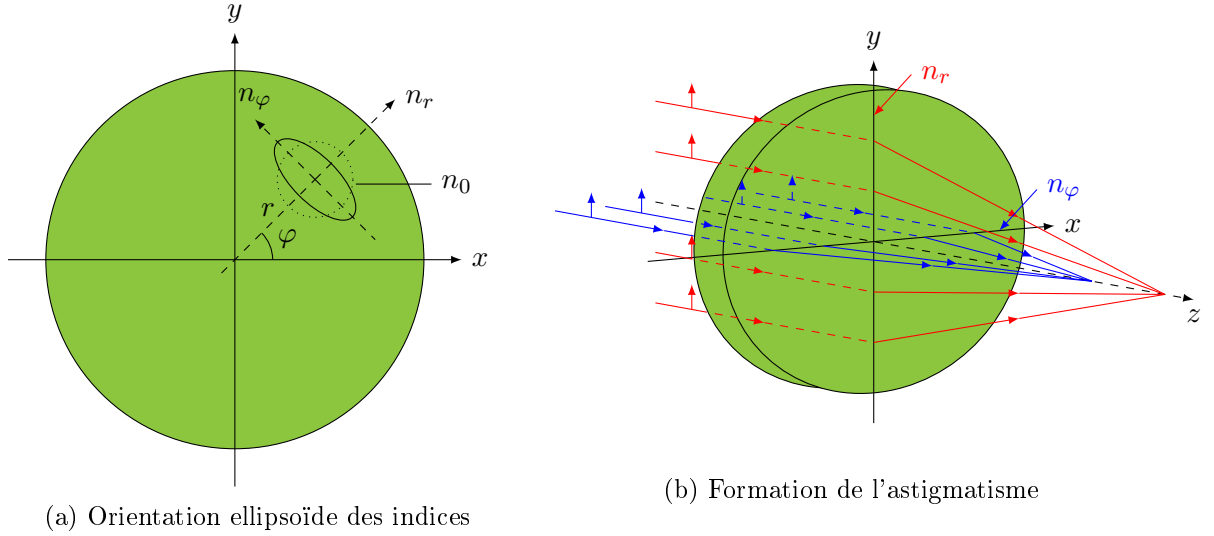 y
n_φ
n_r
n_0
r
φ
x
(a) Orientation ellipsoïde des indices
y
n_r
n_φ
x
z
(b) Formation de l'astigmatisme